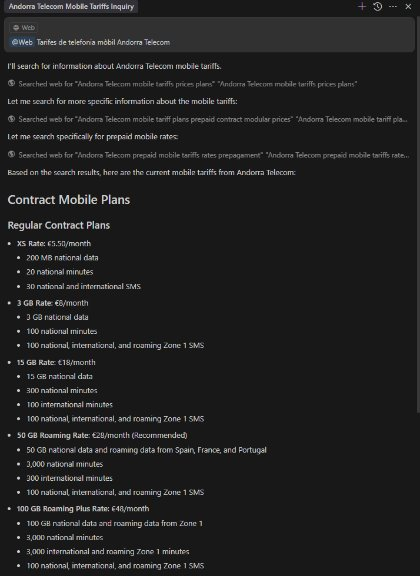 Andorra Telecom Mobile Tariffs Inquiry
Web
@Web Tarifes de telefonia mòbil Andorra Telecom
I'll search for information about Andorra Telecom mobile tariffs.
Searched web for "Andorra Telecom mobile tariffs prices plans" "Andorra Telecom mobile tariffs prices plans"
Let me search for more specific information about the mobile tariffs:
Searched web for "Andorra Telecom mobile tariff plans prepaid contract modular prices" "Andorra Telecom mobile tariff pla...
Let me search specifically for prepaid mobile rates:
Searched web for "Andorra Telecom prepaid mobile tariffs rates prepagament" "Andorra Telecom prepaid mobile tariffs rate...
Based on the search results, here are the current mobile tariffs from Andorra Telecom:
Contract Mobile Plans
Regular Contract Plans
• XS Rate: €5.50/month
• 200 MB national data
• 20 national minutes
• 30 national and international SMS
• 3 GB Rate: €8/month
• 3 GB national data
• 100 national minutes
• 100 national, international, and roaming Zone 1 SMS
• 15 GB Rate: €18/month
• 15 GB national data
• 300 national minutes
• 100 international minutes
• 100 national, international, and roaming Zone 1 SMS
• 50 GB Roaming Rate: €28/month (Recommended)
• 50 GB national data and roaming data from Spain, France, and Portugal
• 3,000 national minutes
• 300 international minutes
• 100 national, international, and roaming Zone 1 SMS
• 100 GB Roaming Plus Rate: €48/month
• 100 GB national data and roaming data from Zone 1
• 3,000 national minutes
• 3,000 international and roaming Zone 1 minutes
• 100 national, international, and roaming Zone 1 SMS